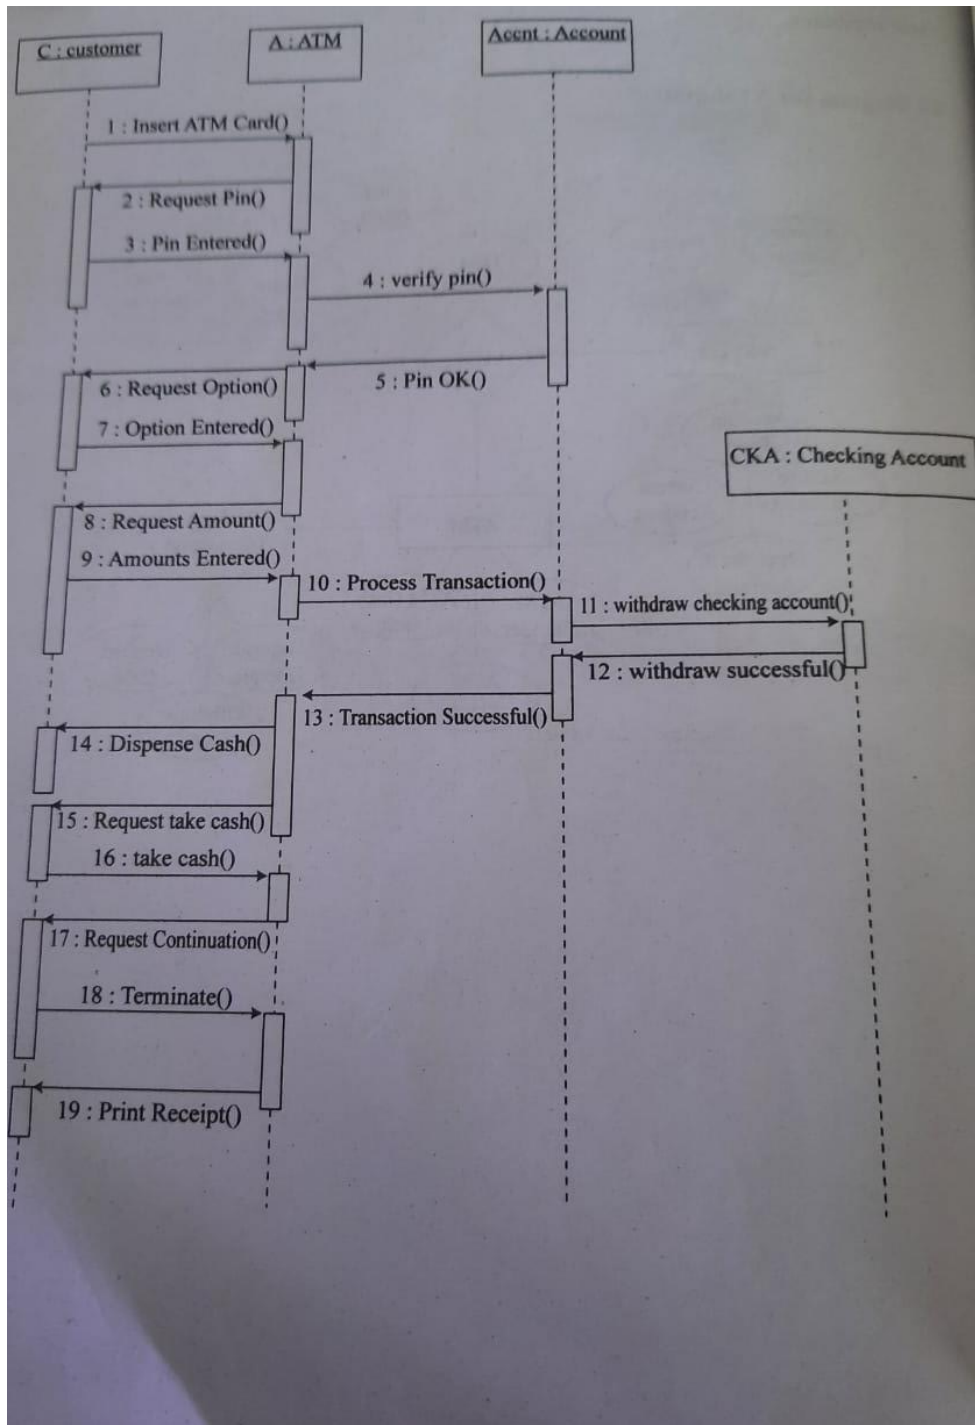 C : customer
A : ATM
Accnt : Account
1 : Insert ATM Card()
2 : Request Pin()
3 : Pin Entered()
4 : verify pin()
5 : Pin OK()
6 : Request Option()
7 : Option Entered()
CKA : Checking Account
8 : Request Amount()
9 : Amounts Entered()
10 : Process Transaction()
11 : withdraw checking account()
12 : withdraw successful()
13 : Transaction Successful()
14 : Dispense Cash()
15 : Request take cash()
16 : take cash()
17 : Request Continuation()
18 : Terminate()
19 : Print Receipt()